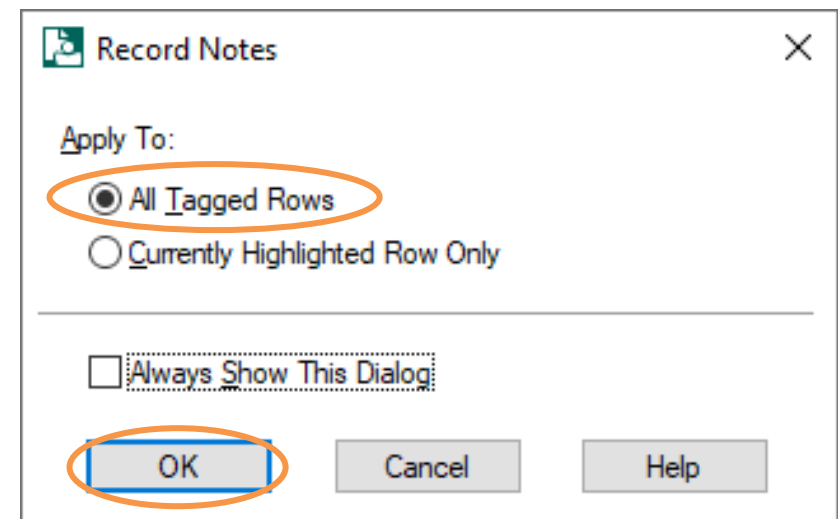 Record Notes
Apply To:
All Tagged Rows
Currently Highlighted Row Only
Always Show This Dialog
OK Cancel Help